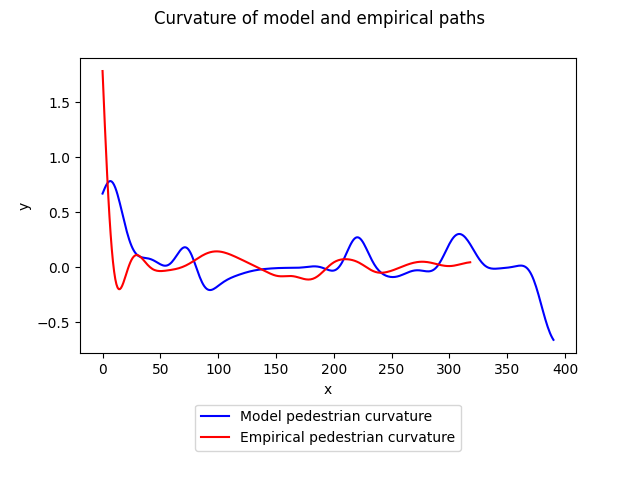 Curvature of model and empirical paths
1.5
1.0
0.5
0.0
−0.5
y
0 50 100 150 200 250 300 350 400
x
Model pedestrian curvature
Empirical pedestrian curvature